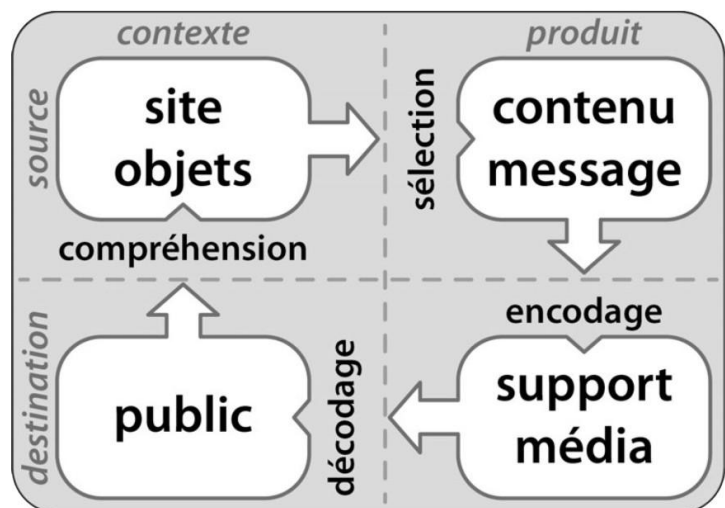 contexte
produit
source
site
objets
sélection
contenu
message
compréhension
destination
public
décodage
encodage
support
média